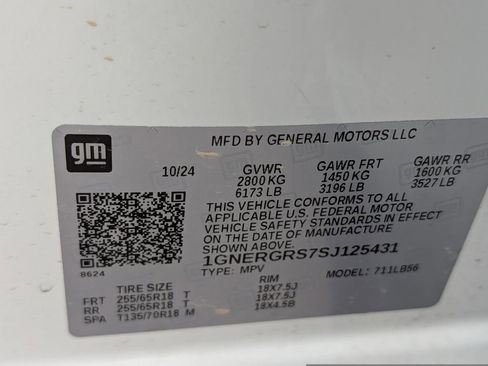 MFD BY GENERAL MOTORS LLC
gm
10/24 GVWR GAWR FRT GAWR RR
2800 KG 1450 KG 1600 KG
6173 LB 3196 LB 3527 LB
THIS VEHICLE CONFORMS TO ALL
APPLICABLE U.S. FEDERAL MOTOR
VEHICLE SAFETY STANDARDS IN EFFECT
ON THE DATE OF MANUFACTURE
SHOWN ABOVE.
1GNERGRS7SJ125431
8624
TYPE: MPV MODEL: 711LB56
TIRE SIZE RIM
FRT 255/65R18 T 18X7.5J
RR 255/65R18 T 18X7.5J
SPA T135/70R18 M 18X4.5B